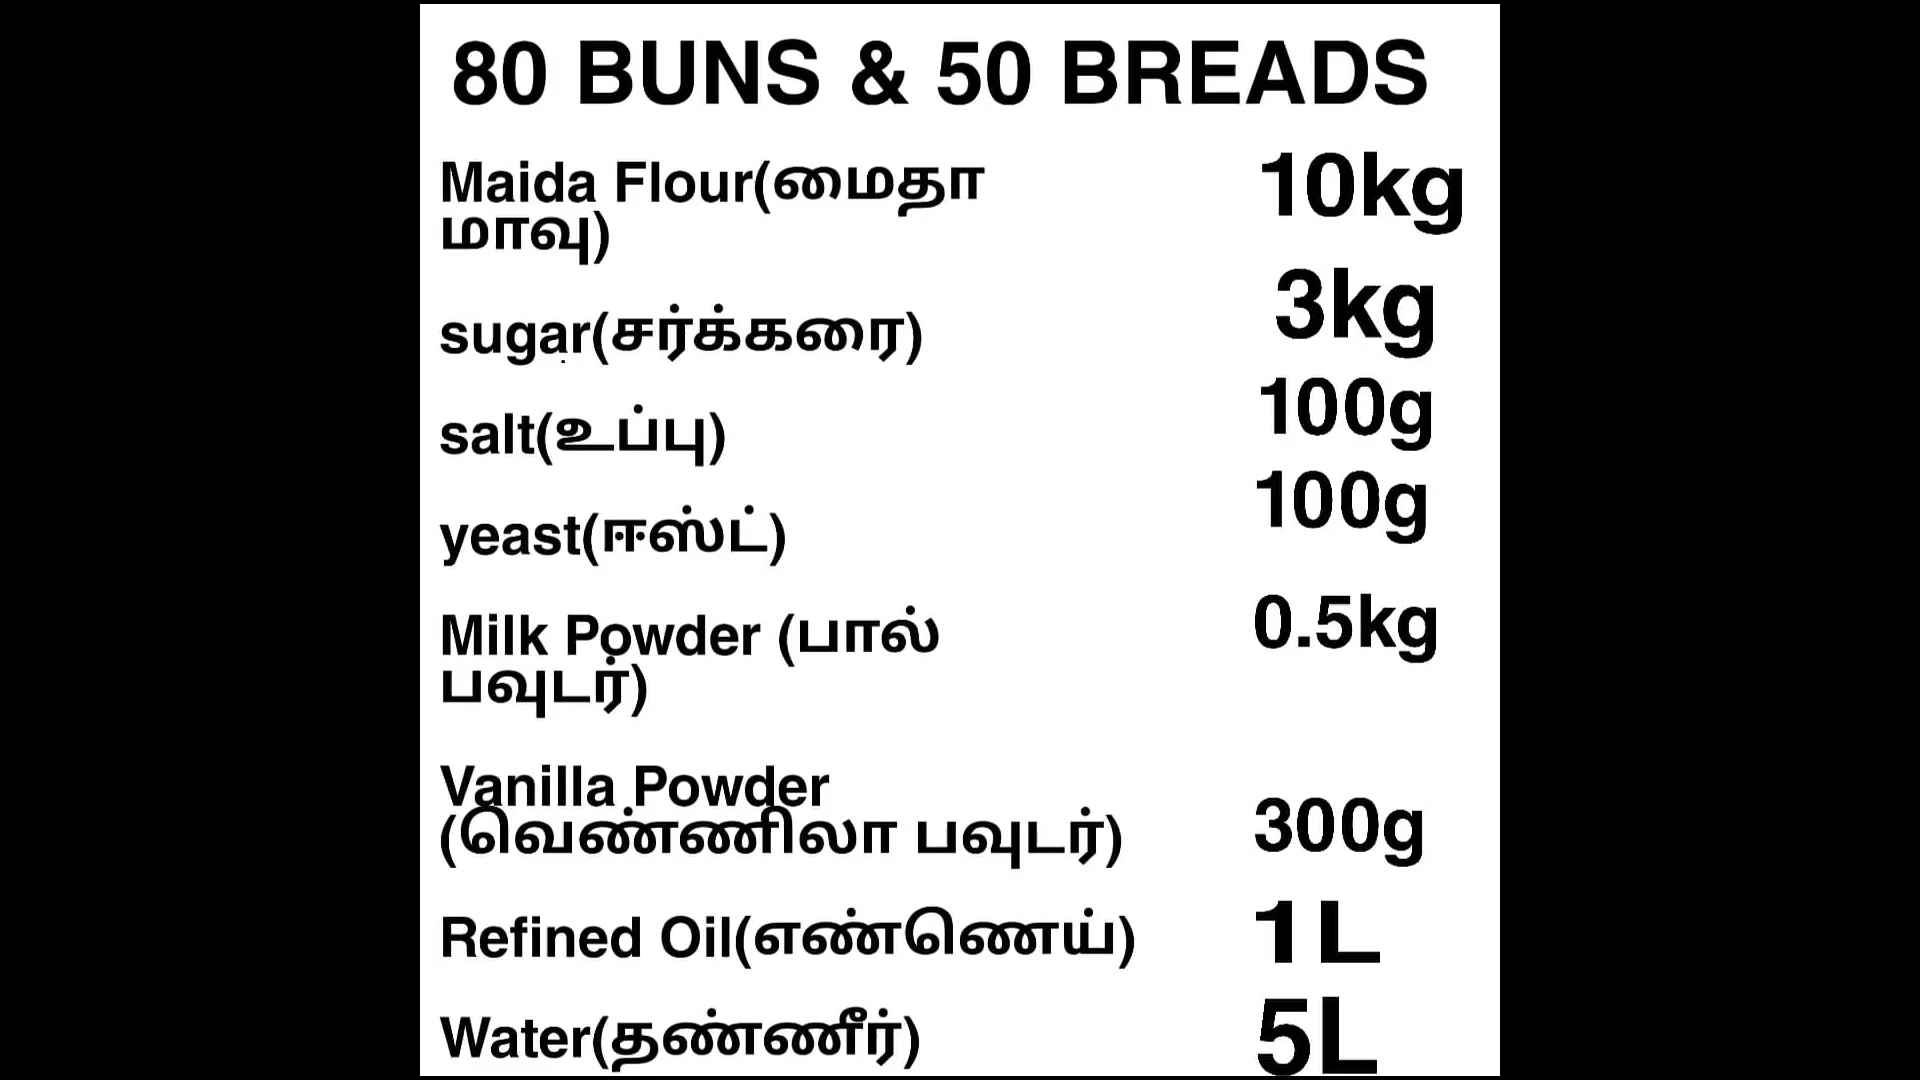 80 BUNS & 50 BREADS
Maida Flour(மைதா 10kg
மாவு)
sugar(சர்க்கரை) 3kg
salt(உப்பு) 100g
yeast(ஈஸ்ட்) 100g
Milk Powder (பால் 0.5kg
பவுடர்)
Vanilla Powder
(வெண்ணிலா பவுடர்) 300g
Refined Oil(எண்ணெய்) 1L
Water(தண்ணீர்) 5L